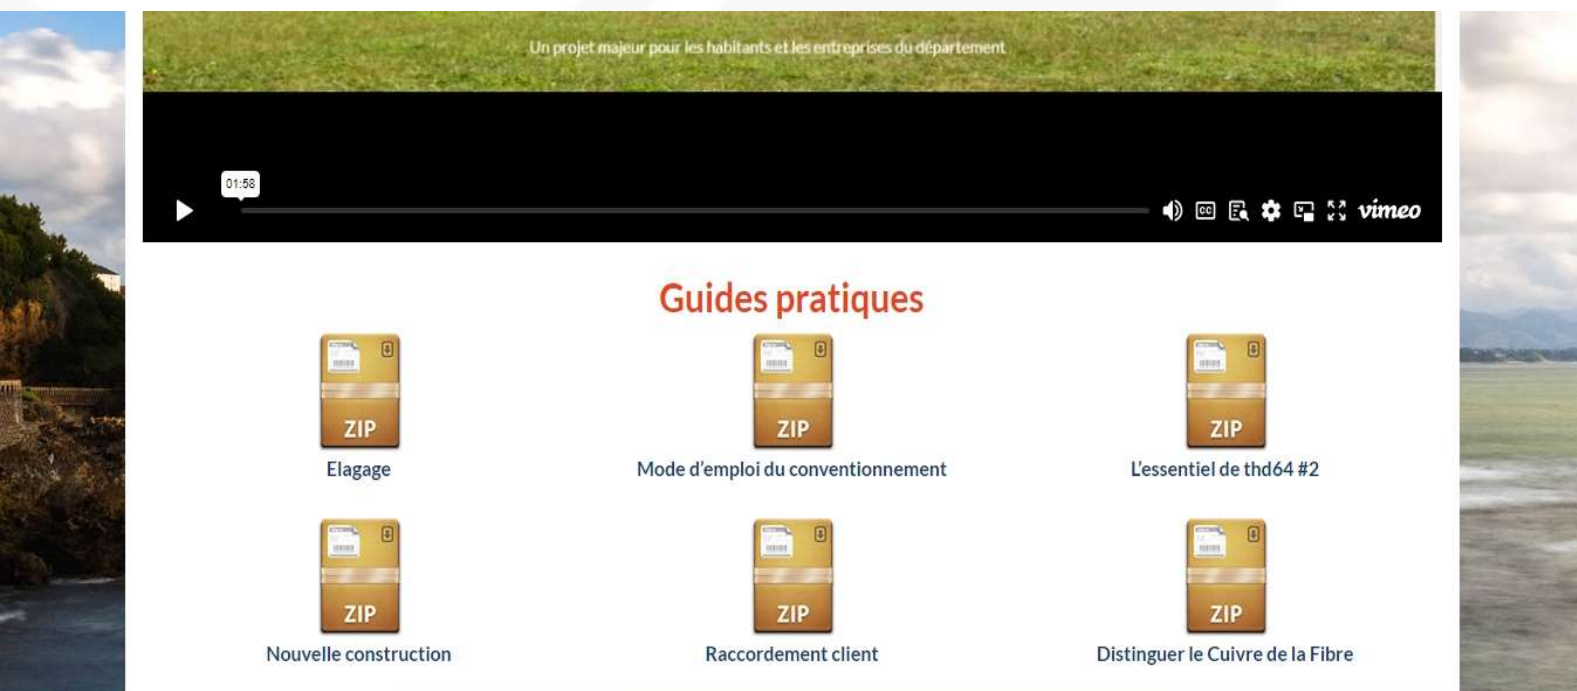 Un projet majeur pour les habitants et les entreprises du département
01:58
CC
vimeo
Guides pratiques
ZIP
ZIP
ZIP
Elagage
Mode d'emploi du conventionnement
L'essentiel de thd64 #2
ZIP
ZIP
ZIP
Nouvelle construction
Raccordement client
Distinguer le Cuivre de la Fibre